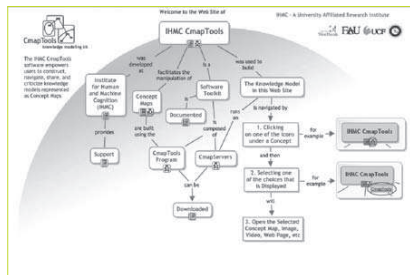 Welcome to the Web Site of
IHMC CmapTools
IHMC - A University Affiliated Research Institute
CmapTools
knowledge modeling kit
FAU
UCF
The IHMC CmapTools
software empowers
users to construct,
navigate, share, and
criticize knowledge
models represented
as Concept Maps.
was
developed
as
facilitates the
manipulation of
is a
was used to
build
Institute
for Human
and Machine
Cognition
(IHMC)
Concept
Maps
Software
Toolkit
The Knowledge Model
in this Web Site
is
Documented
runs
on
is navigated by
provides
are built
using the
is
composed
of
1. Clicking
on one of the icons
under a Concept
for
example
IHMC CmapTools
Support
CmapTools
Program
CmapServers
and then
2. Selecting one
of the choices that
is Displayed
for
example
IHMC CmapTools
can be
will
Downloaded
3. Open the Selected
Concept Map, Image,
Video, Web Page, etc